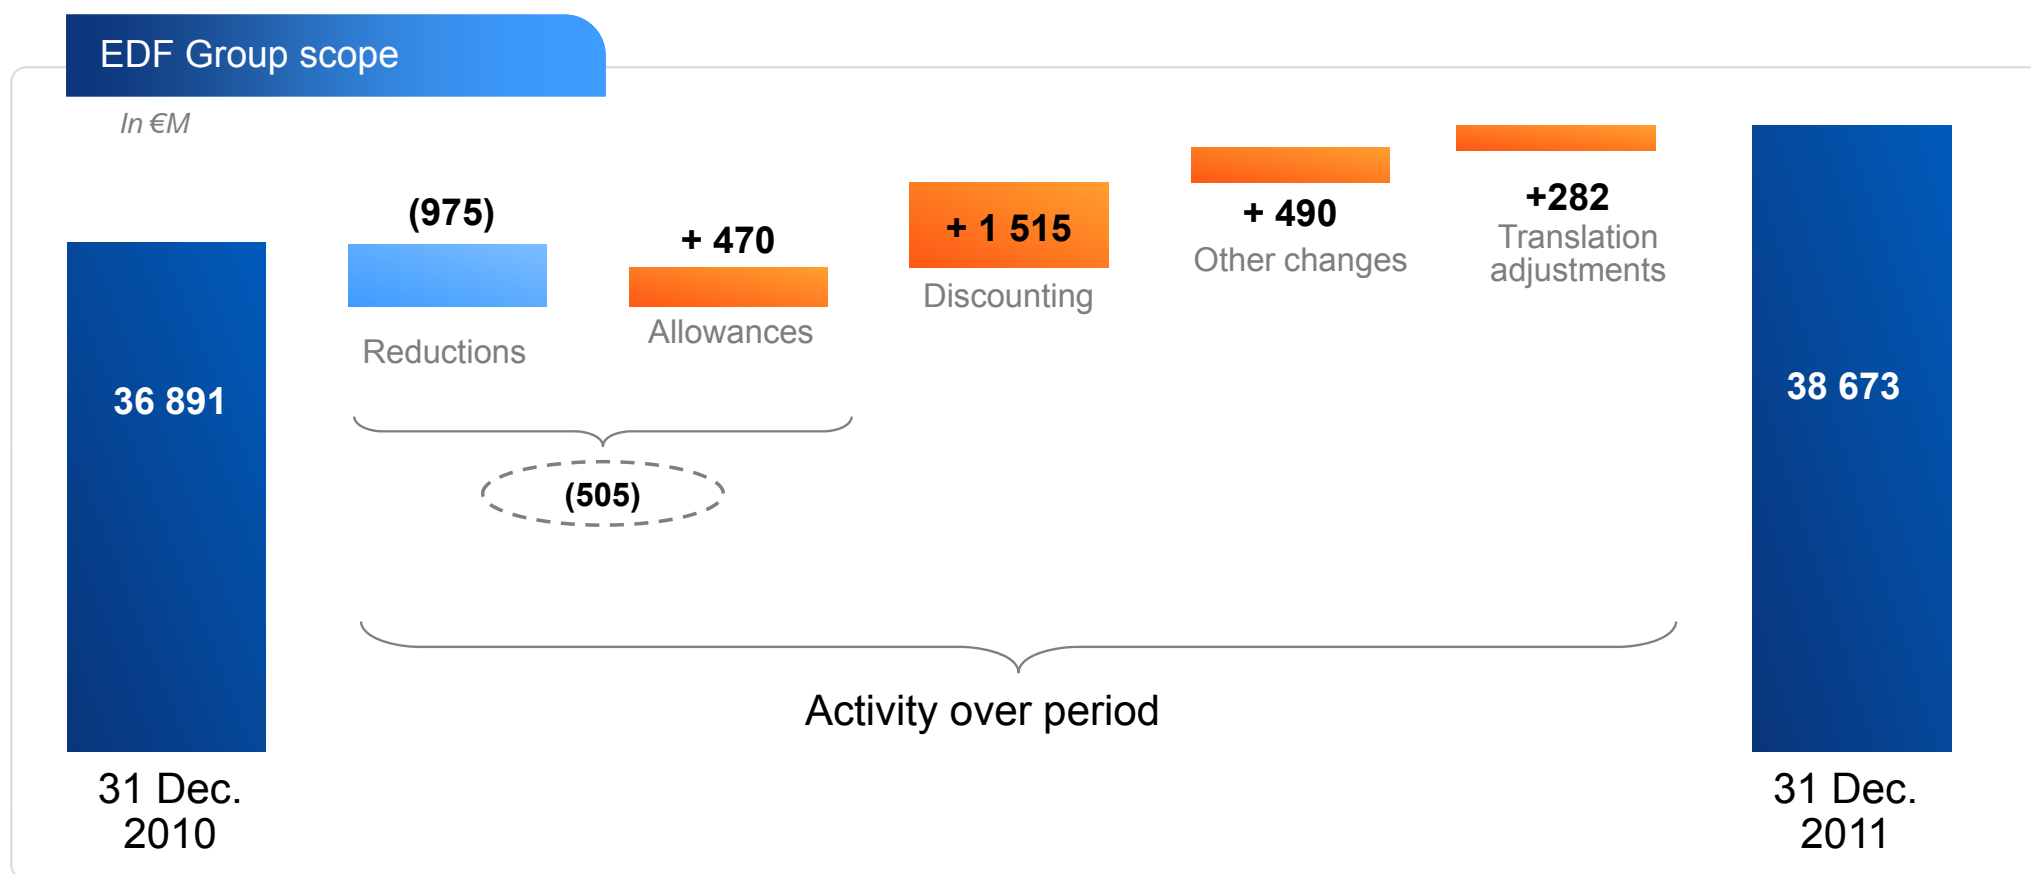 EDF Group scope
In €M
(975)
Reductions
+ 470
Allowances
+ 1 515
Discounting
+ 490
Other changes
+282
Translation
adjustments
36 891
38 673
(505)
Activity over period
31 Dec.
2010
31 Dec.
2011